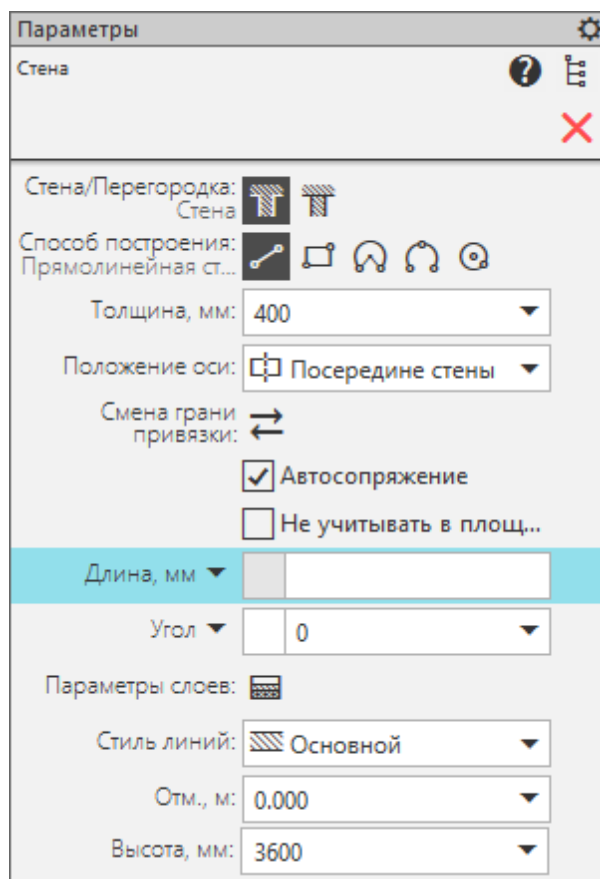 Параметры
Стена
Стена/Перегородка:
Стена
Способ построения:
Прямолинейная ст...
Толщина, мм: 400
Положение оси: Посередине стены
Смена грани
привязки:
Автосопряжение
Не учитывать в площ...
Длина, мм
Угол 0
Параметры слоев:
Стиль линий: Основной
Отм., м: 0.000
Высота, мм: 3600